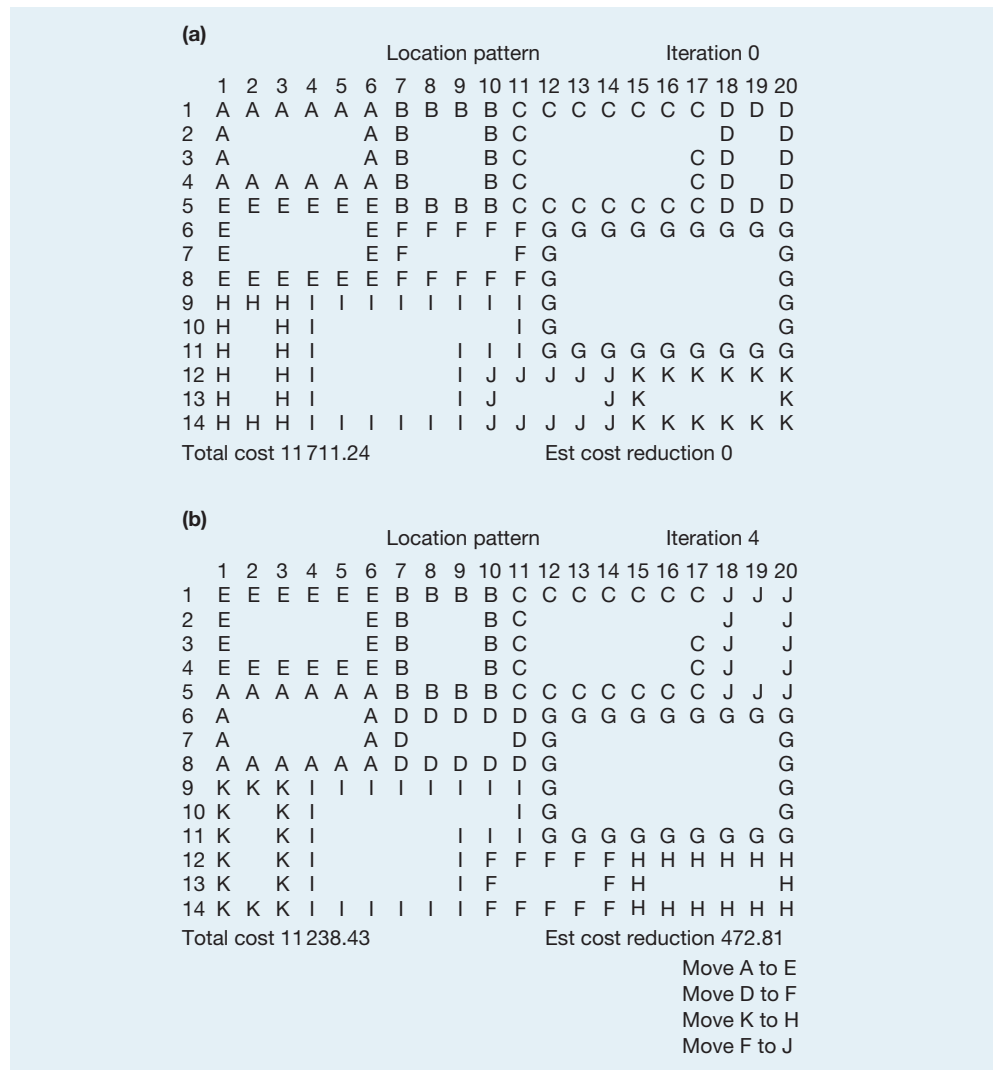 (a)
Location pattern Iteration 0
1 2 3 4 5 6 7 8 9 10 11 12 13 14 15 16 17 18 19 20
1 A A A A A A B B B B C C C C C C C D D D
2 A A B B C D D
3 A A B B C C D D
4 A A A A A A B B C C D D
5 E E E E E E B B B B C C C C C C C D D D
6 E E F F F F F G G G G G G G G G
7 E E F F G G
8 E E E E E E F F F F F G G
9 H H H I I I I I I I I G G
10 H H I I G G
11 H H I I I I G G G G G G G G G
12 H H I I J J J J J K K K K K K
13 H H I I J J K K
14 H H H I I I I I I J J J J J K K K K K K
Total cost 11 711.24 Est cost reduction 0
(b)
Location pattern Iteration 4
1 2 3 4 5 6 7 8 9 10 11 12 13 14 15 16 17 18 19 20
1 E E E E E E B B B B C C C C C C C J J J
2 E E B B C J J
3 E E B B C C J J
4 E E E E E E B B C C J J
5 A A A A A A B B B B C C C C C C C J J J
6 A A D D D D D G G G G G G G G G
7 A A D D G G
8 A A A A A A D D D D D G G
9 K K K I I I I I I I I G G
10 K K I I G G
11 K K I I I I G G G G G G G G G
12 K K I I F F F F F H H H H H H
13 K K I I F F H H
14 K K K I I I I I I F F F F F H H H H H H
Total cost 11 238.43 Est cost reduction 472.81
Move A to E
Move D to F
Move K to H
Move F to J